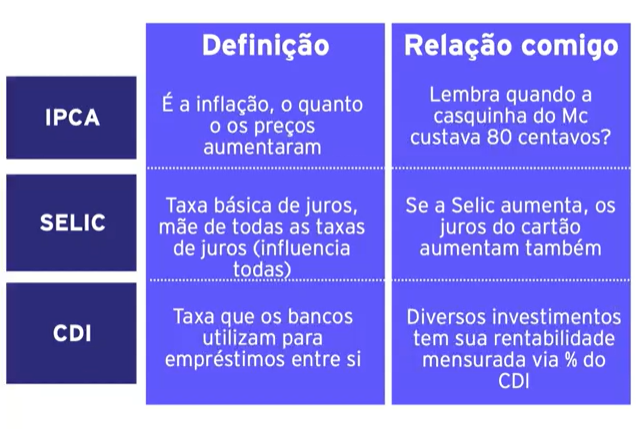 Definição
Relação comigo
IPCA
É a inflação, o quanto
o os preços
aumentaram
Lembra quando a
casquinha do Mc
custava 80 centavos?
SELIC
Taxa básica de juros,
mãe de todas as taxas
de juros (influencia
todas)
Se a Selic aumenta, os
juros do cartão
aumentam também
CDI
Taxa que os bancos
utilizam para
empréstimos entre si
Diversos investimentos
tem sua rentabilidade
mensurada via % do
CDI